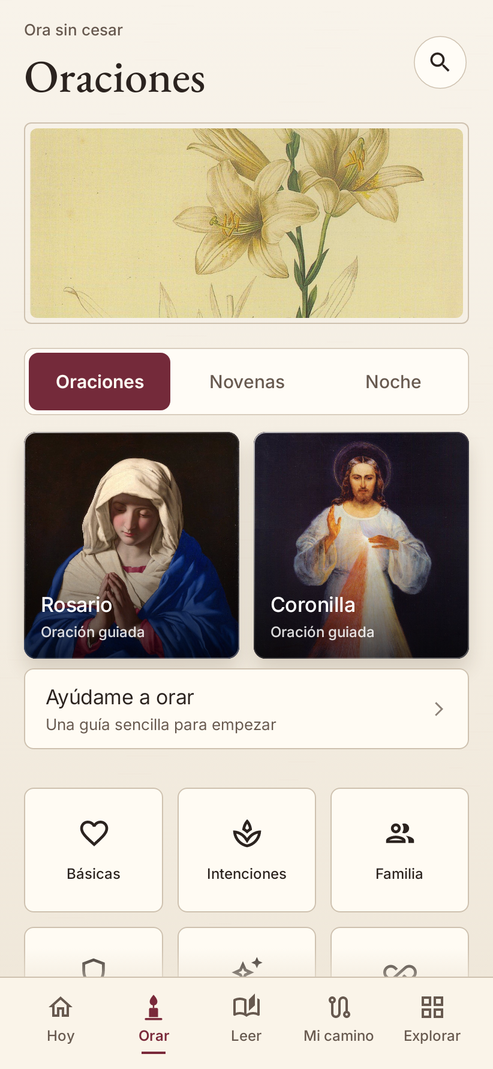 Ora sin cesar
Oraciones
Oraciones
Novenas
Noche
Rosario
Oración guiada
Coronilla
Oración guiada
Ayúdame a orar
Una guía sencilla para empezar
Básicas
Intenciones
Familia
Hoy
Orar
Leer
Mi camino
Explorar